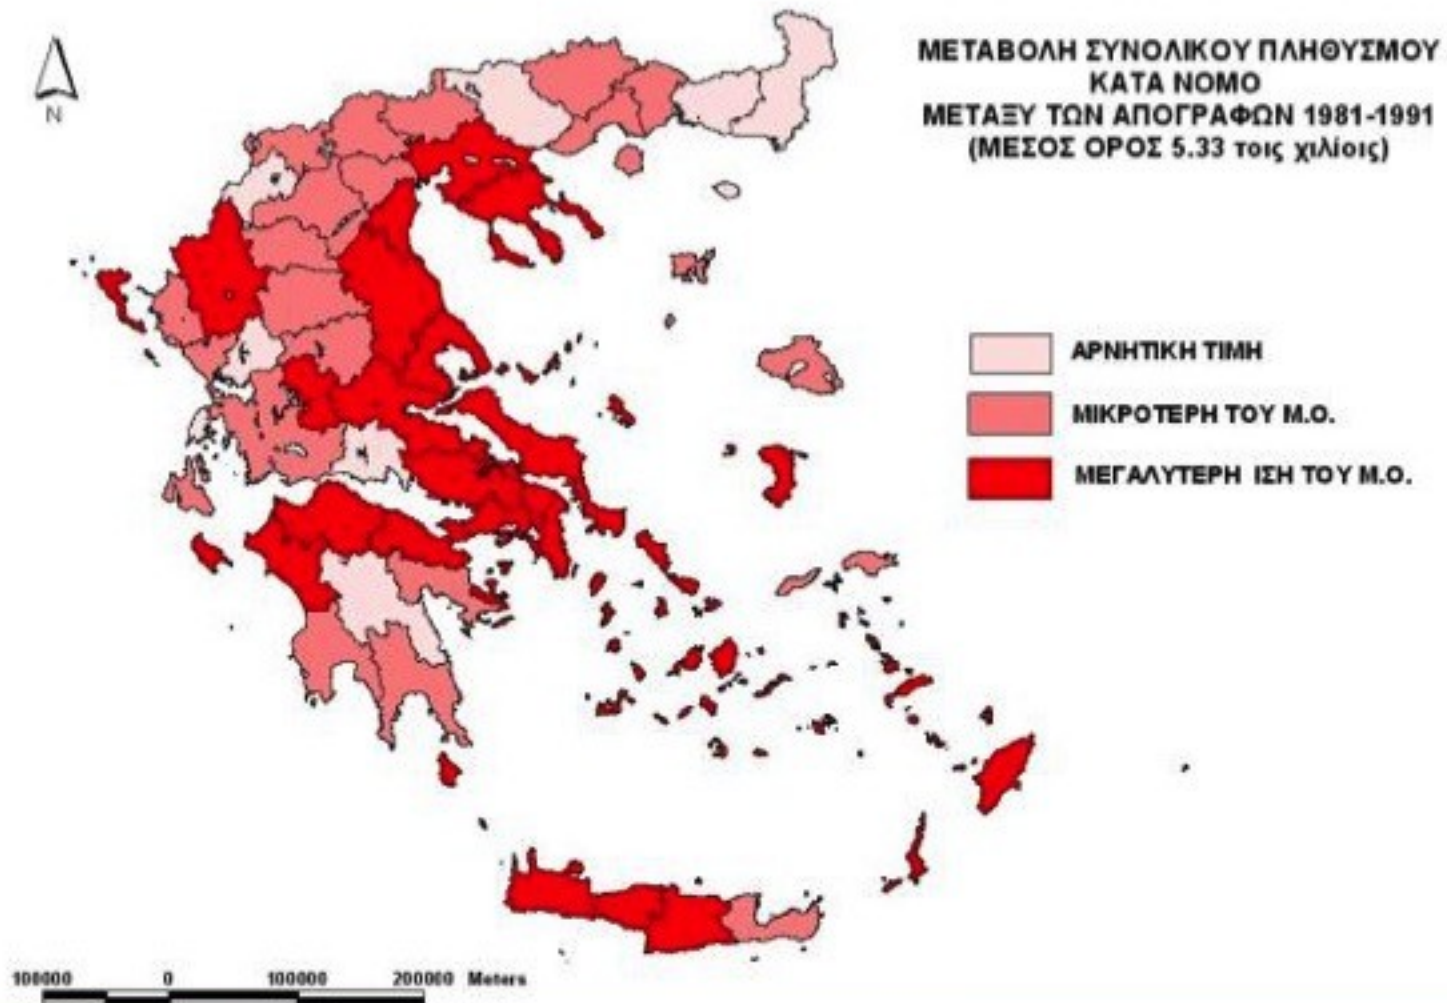 ΜΕΤΑΒΟΛΗ ΣΥΝΟΛΙΚΟΥ ΠΛΗΘΥΣΜΟΥ
ΚΑΤΑ ΝΟΜΟ
ΜΕΤΑΞΥ ΤΩΝ ΑΠΟΓΡΑΦΩΝ 1981-1991
(ΜΕΣΟΣ ΟΡΟΣ 5.33 τοις χιλίοις)
N
ΑΡΝΗΤΙΚΗ ΤΙΜΗ
ΜΙΚΡΟΤΕΡΗ ΤΟΥ Μ.Ο.
ΜΕΓΑΛΥΤΕΡΗ ΙΣΗ ΤΟΥ Μ.Ο.
100000 0 100000 200000 Meters